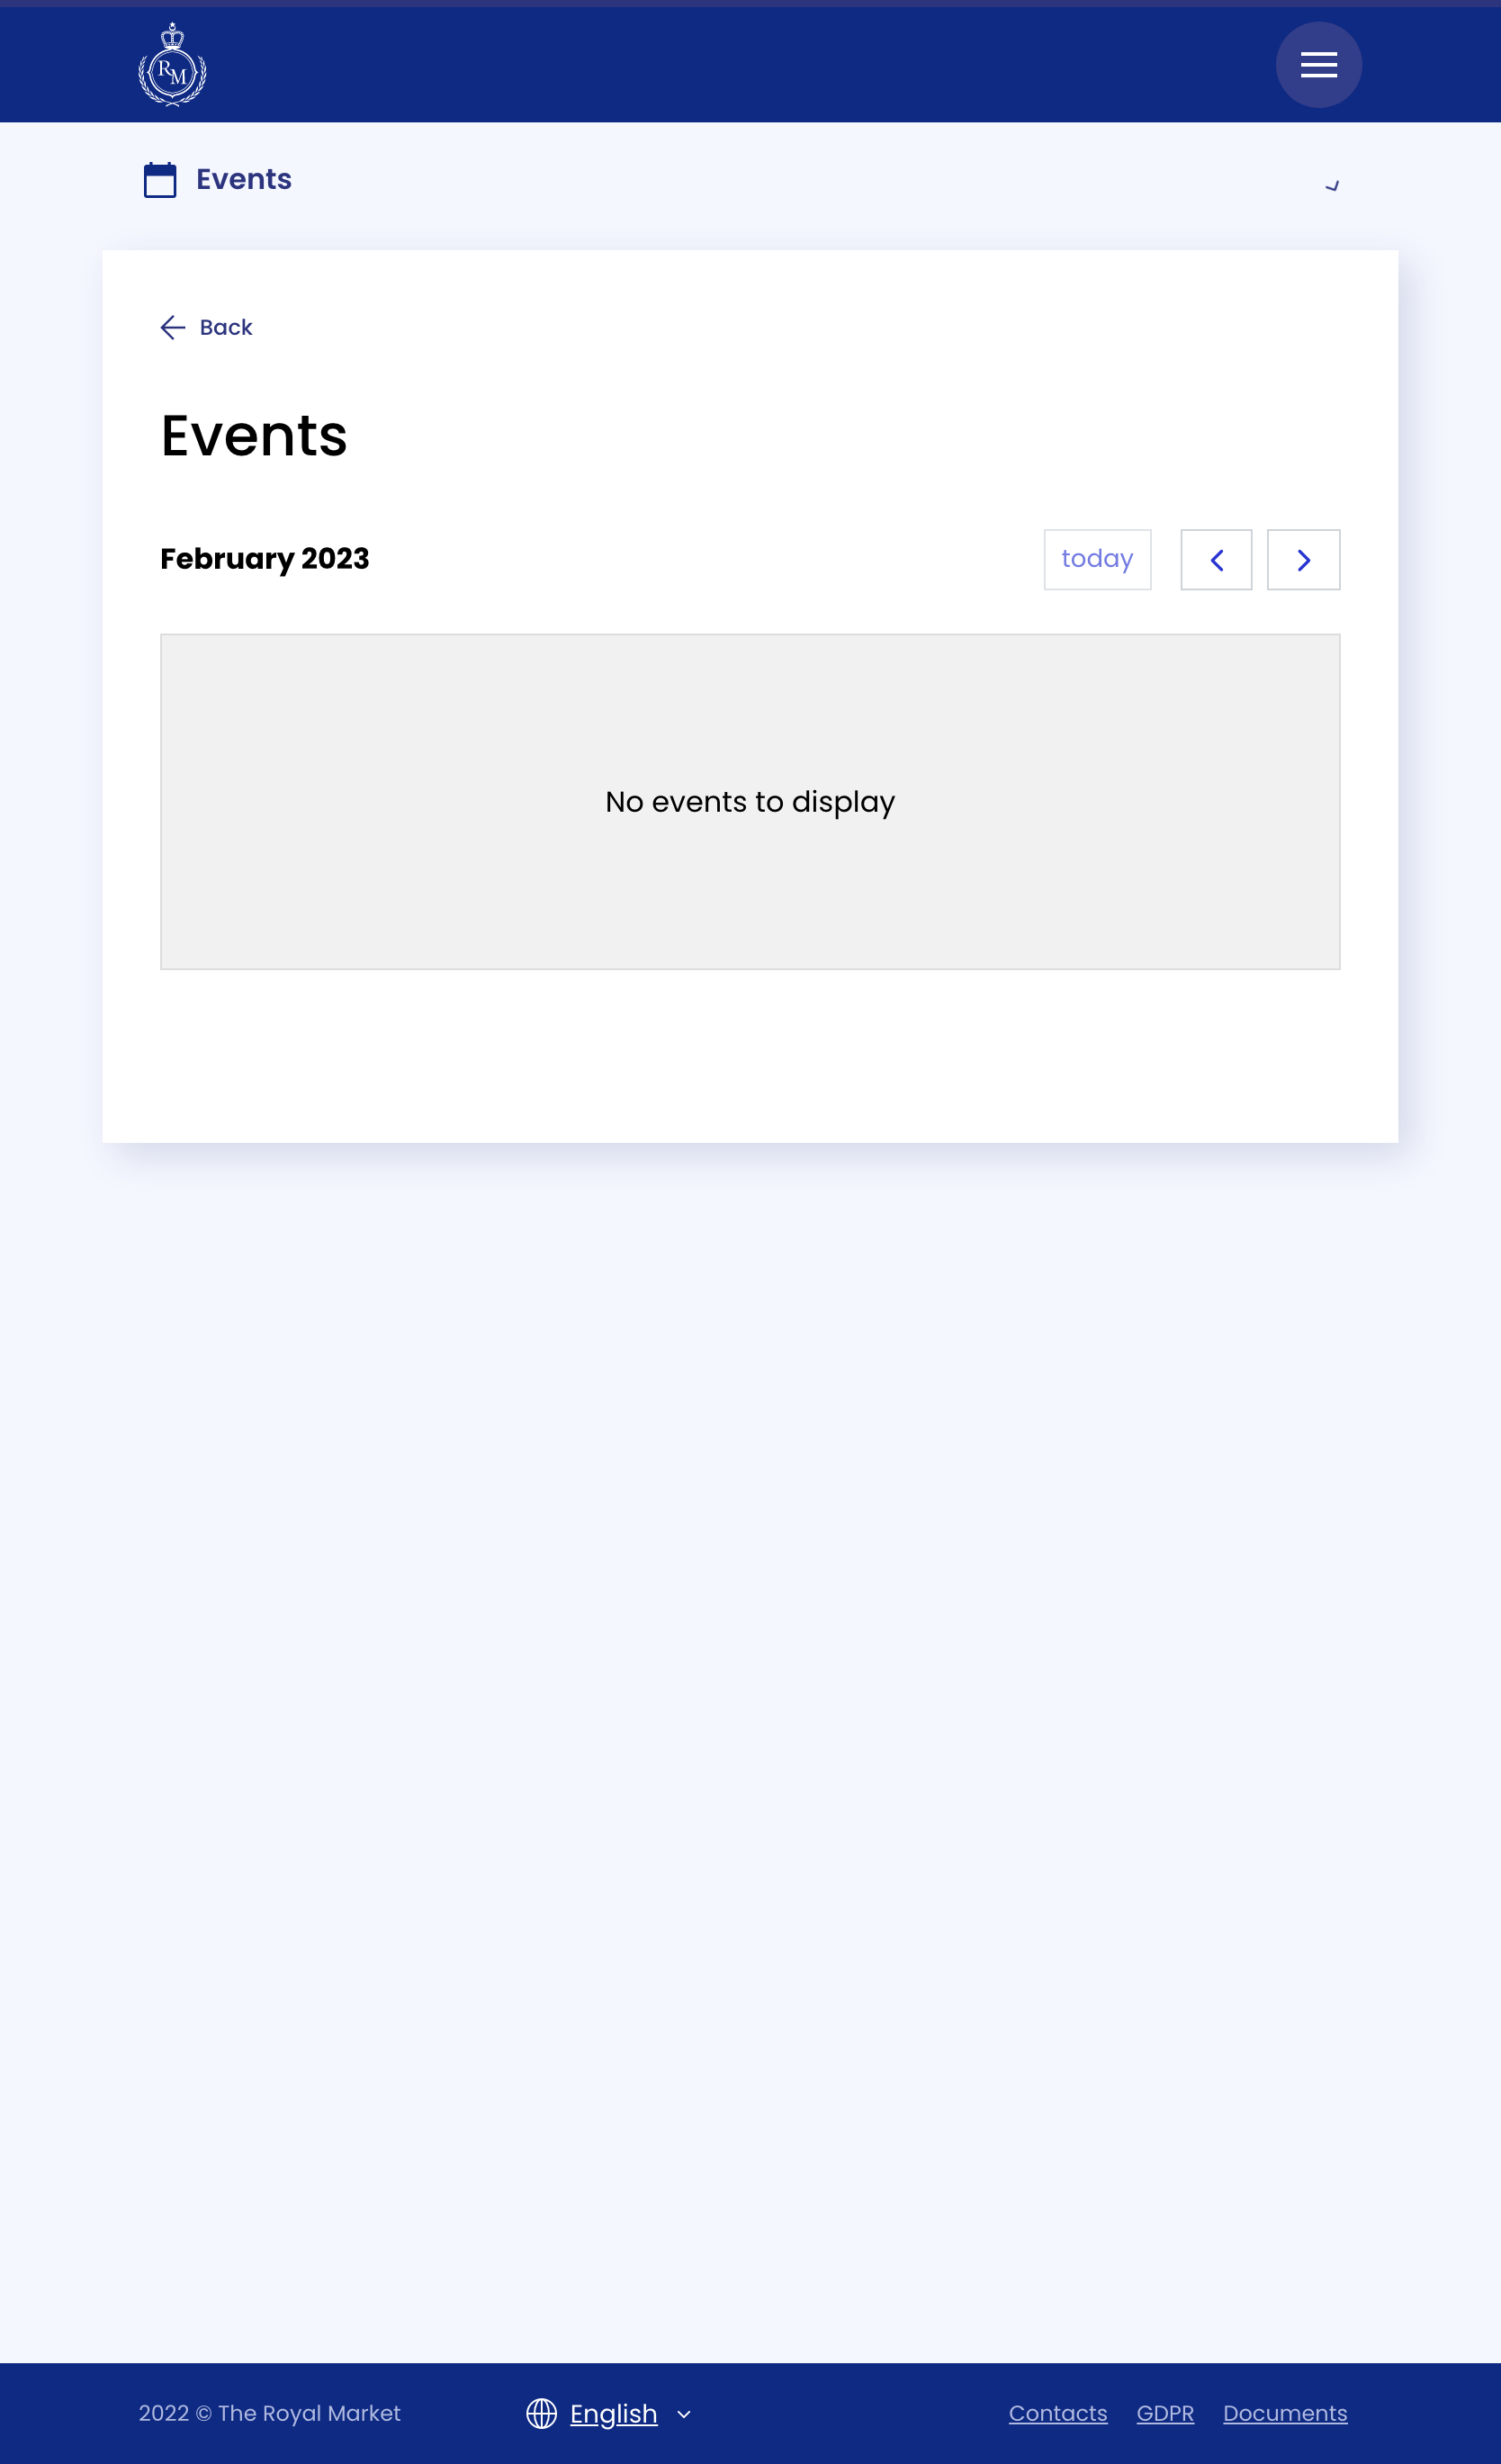 RM
Events
Back
Events
February 2023
today
No events to display
2022 © The Royal Market
English
Contacts GDPR Documents